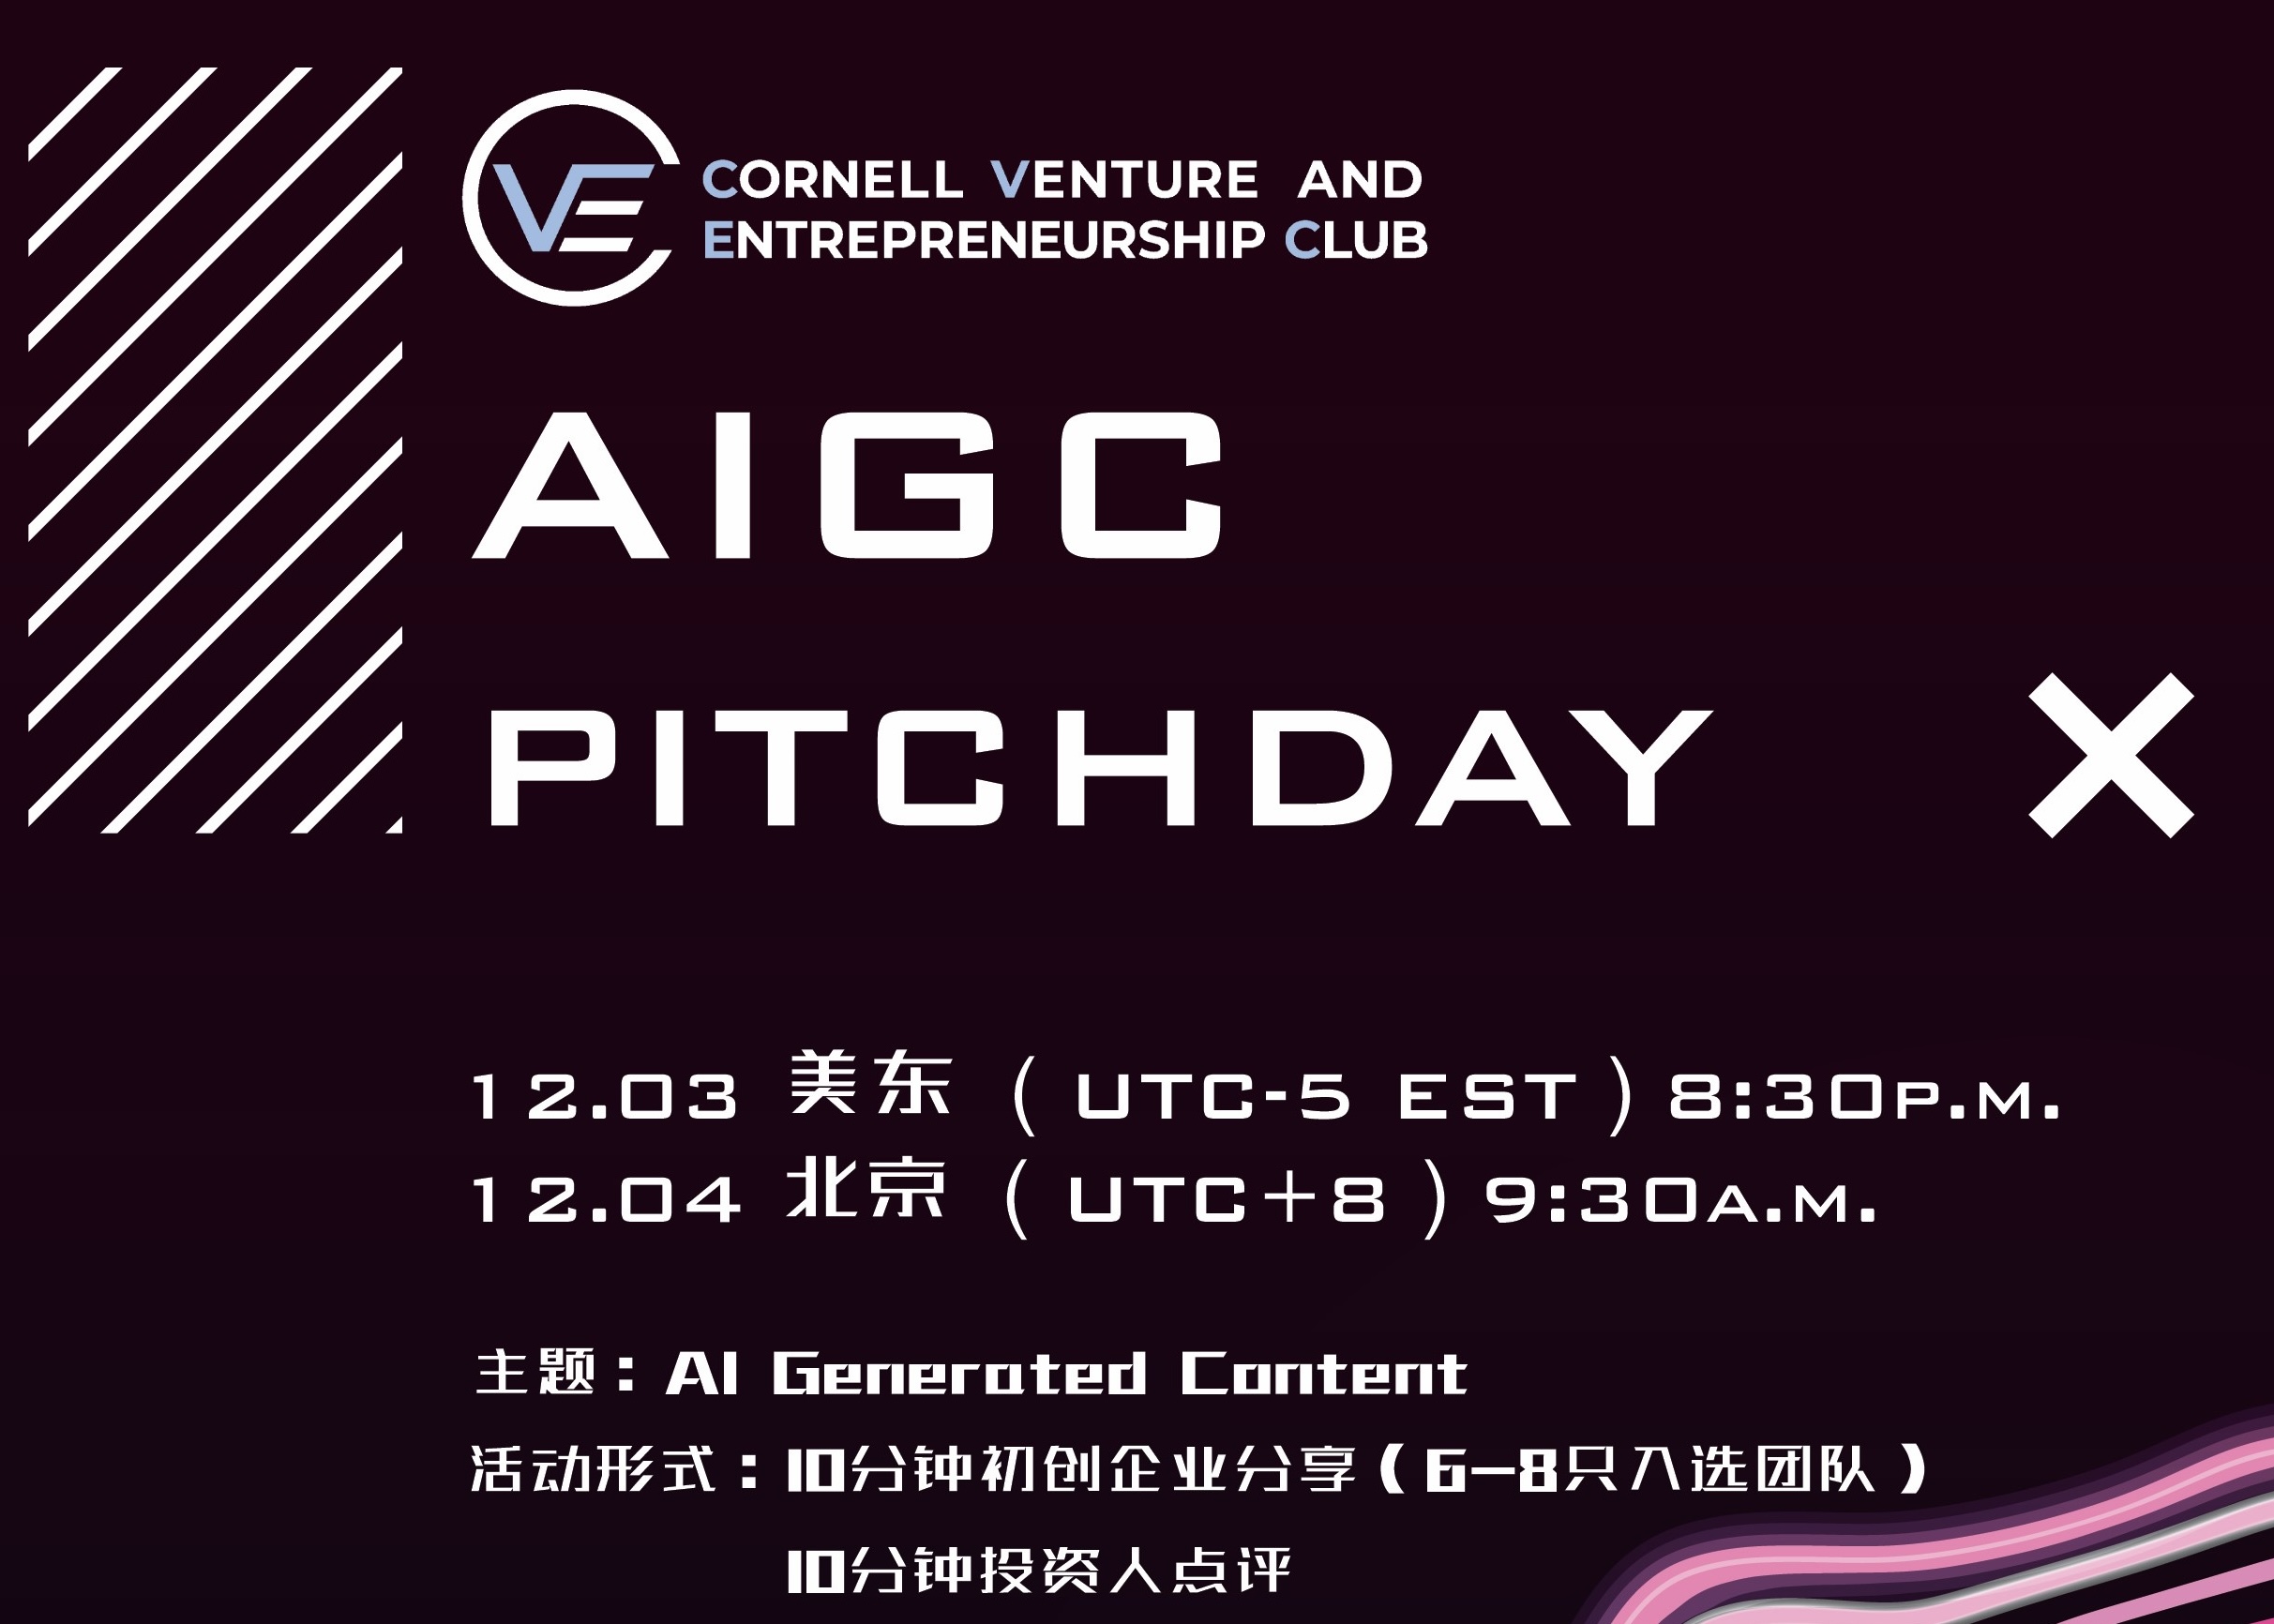 VE
CORNELL VENTURE AND
ENTREPRENEURSHIP CLUB
AIGC
PITCHDAY
12.03 美东 (UTC-5 EST) 8:30P.M.
12.04 北京 (UTC+8) 9:30A.M.
主题：AI Generated Content
活动形式：10分钟初创企业分享（6—8只入选团队）
10分钟投资人点评